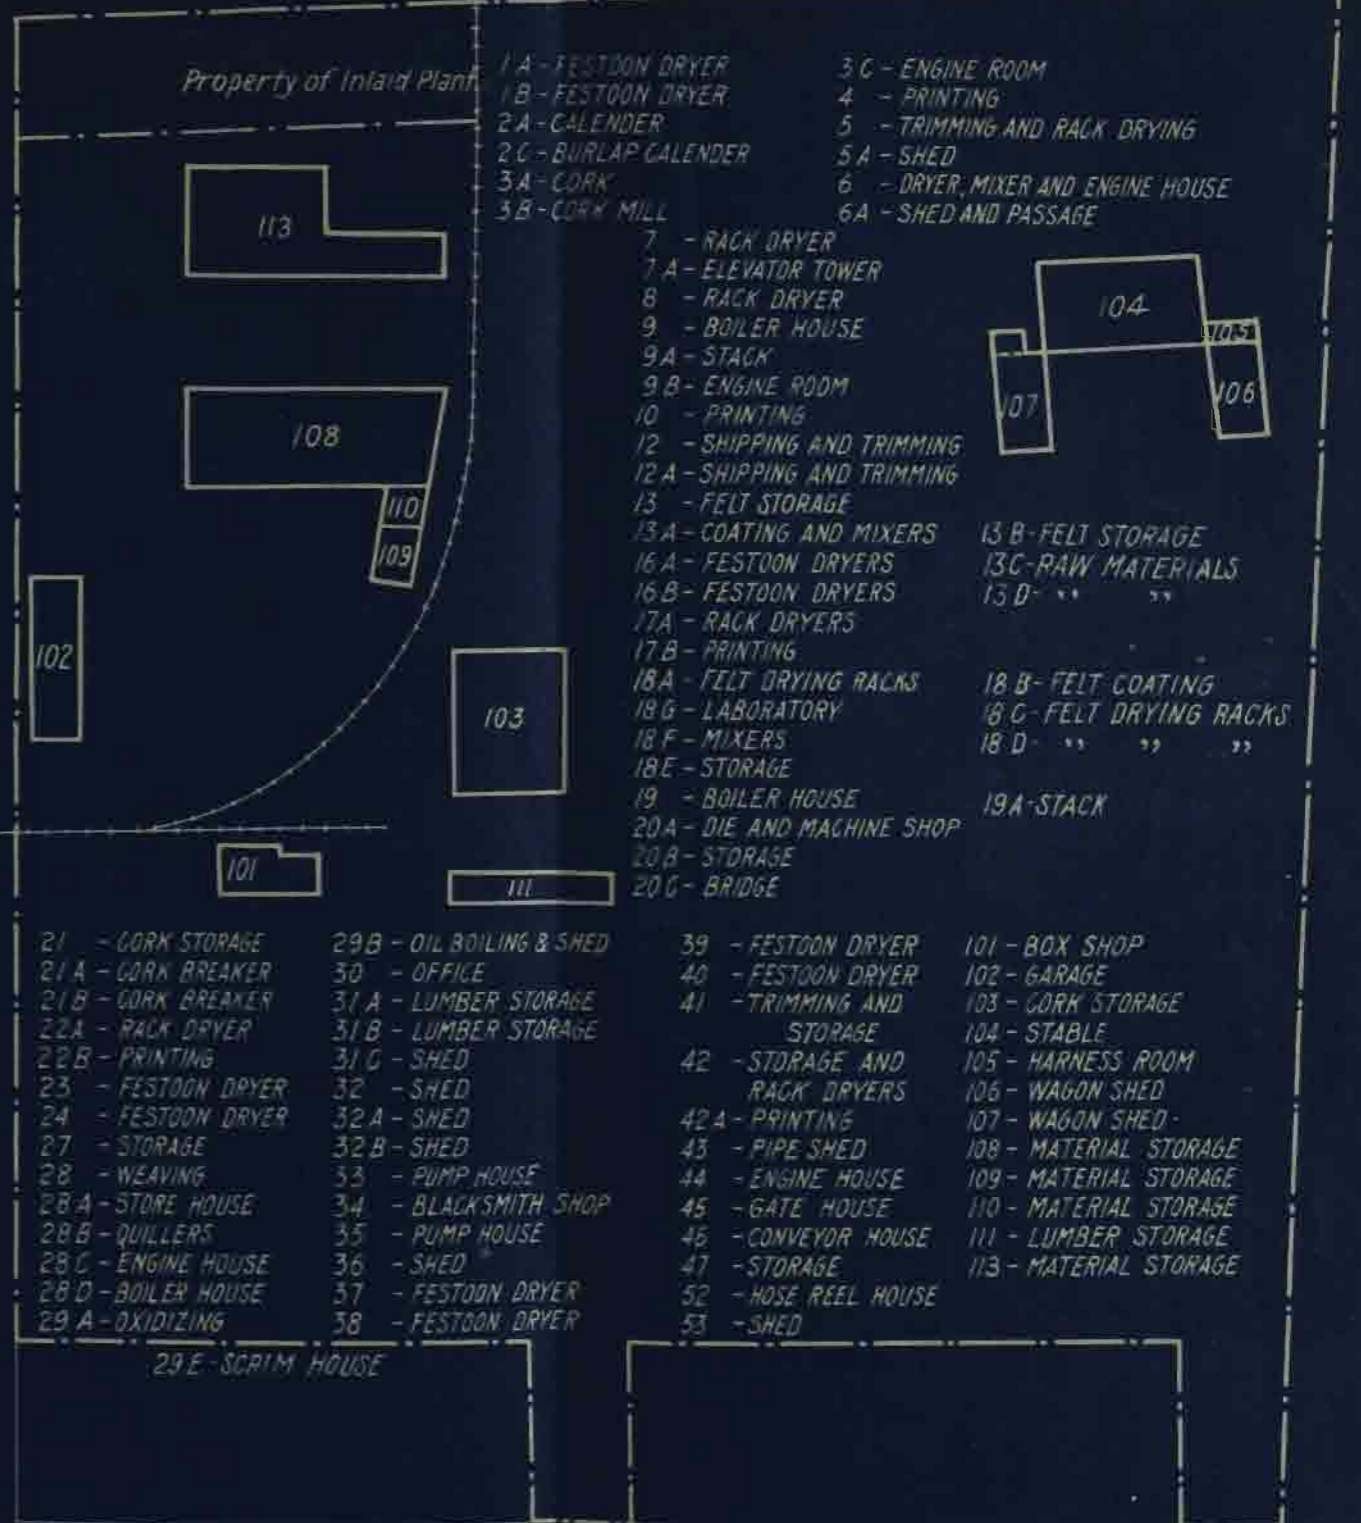 Property of Inlaid Plant
1A - FESTOON DRYER
1B - FESTOON DRYER
2A - CALENDER
2C - BURLAP CALENDER
3A - CORK
3B - CORK MILL
3C - ENGINE ROOM
4 - PRINTING
5 - TRIMMING AND RACK DRYING
5A - SHED
6 - DRYER, MIXER AND ENGINE HOUSE
6A - SHED AND PASSAGE
7 - RACK DRYER
7A - ELEVATOR TOWER
8 - RACK DRYER
9 - BOILER HOUSE
9A - STACK
9B - ENGINE ROOM
10 - PRINTING
12 - SHIPPING AND TRIMMING
12A - SHIPPING AND TRIMMING
13 - FELT STORAGE
13A - COATING AND MIXERS
16A - FESTOON DRYERS
16B - FESTOON DRYERS
17A - RACK DRYERS
17B - PRINTING
18A - FELT DRYING RACKS
18G - LABORATORY
18F - MIXERS
18E - STORAGE
19 - BOILER HOUSE
20A - DIE AND MACHINE SHOP
20B - STORAGE
20C - BRIDGE
13B - FELT STORAGE
13C - RAW MATERIALS
13D - " "
18B - FELT COATING
18C - FELT DRYING RACKS
18D - " " "
19A - STACK
113
108
110
109
102
103
101
111
104
105
106
107
21 - CORK STORAGE
21A - CORK BREAKER
21B - CORK BREAKER
22A - RACK DRYER
22B - PRINTING
23 - FESTOON DRYER
24 - FESTOON DRYER
27 - STORAGE
28 - WEAVING
28A - STORE HOUSE
28B - QUILLERS
28C - ENGINE HOUSE
28D - BOILER HOUSE
29A - OXIDIZING
29B - OIL BOILING & SHED
30 - OFFICE
31A - LUMBER STORAGE
31B - LUMBER STORAGE
31C - SHED
32 - SHED
32A - SHED
32B - SHED
33 - PUMP HOUSE
34 - BLACKSMITH SHOP
35 - PUMP HOUSE
36 - SHED
37 - FESTOON DRYER
38 - FESTOON DRYER
39 - FESTOON DRYER
40 - FESTOON DRYER
41 - TRIMMING AND
STORAGE
42 - STORAGE AND
RACK DRYERS
42A - PRINTING
43 - PIPE SHED
44 - ENGINE HOUSE
45 - GATE HOUSE
46 - CONVEYOR HOUSE
47 - STORAGE
52 - HOSE REEL HOUSE
53 - SHED
101 - BOX SHOP
102 - GARAGE
103 - CORK STORAGE
104 - STABLE
105 - HARNESS ROOM
106 - WAGON SHED
107 - WAGON SHED
108 - MATERIAL STORAGE
109 - MATERIAL STORAGE
110 - MATERIAL STORAGE
111 - LUMBER STORAGE
113 - MATERIAL STORAGE
29E - SCRIM HOUSE